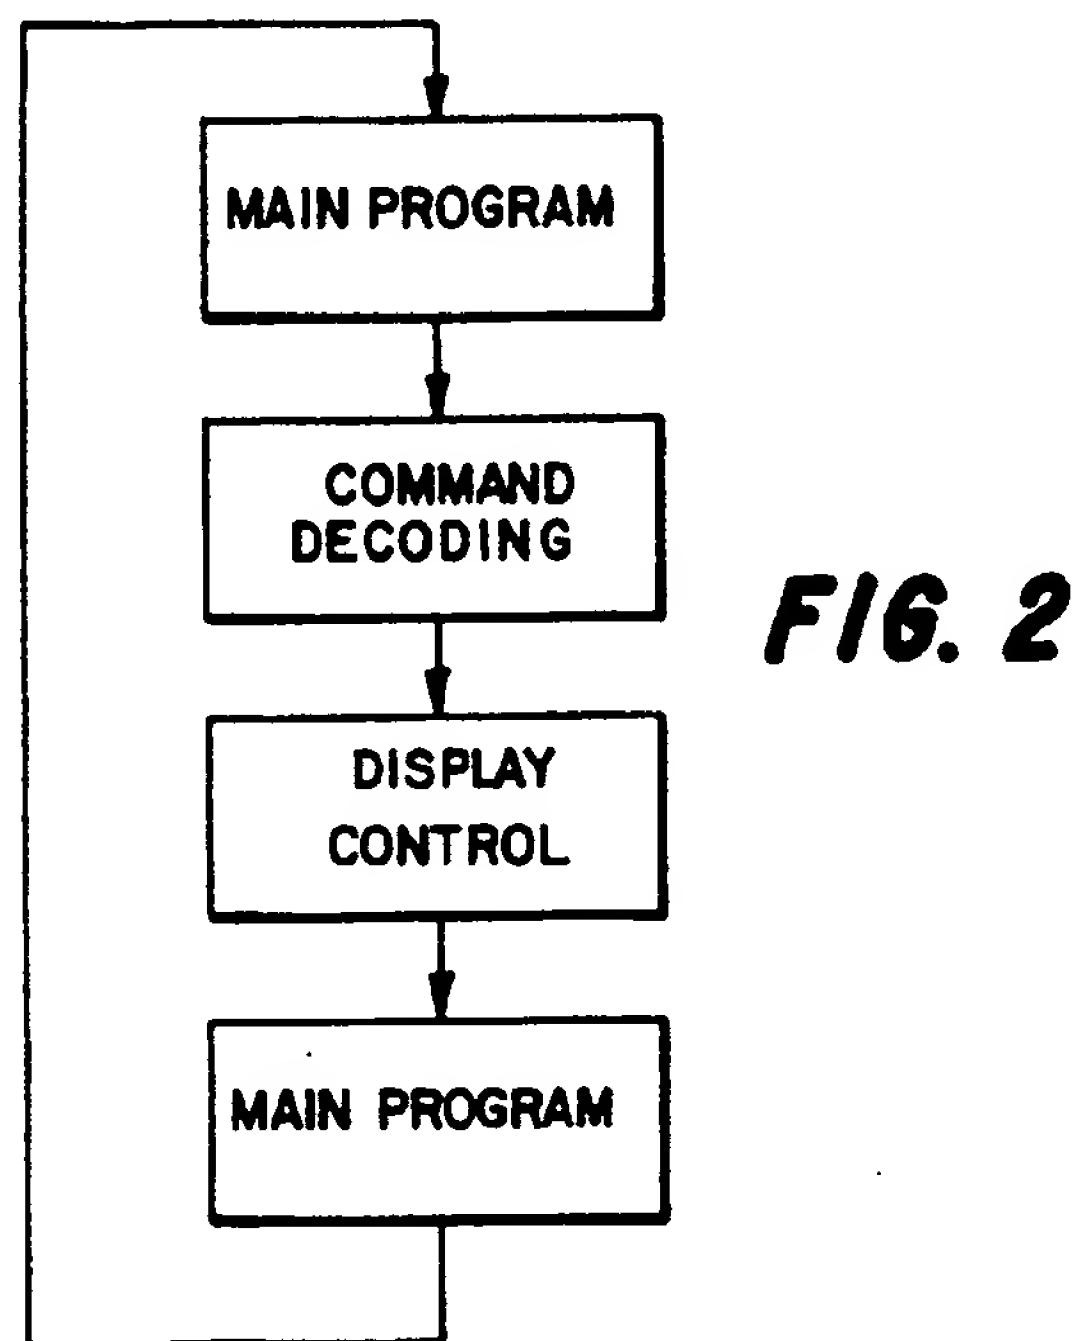 MAIN PROGRAM
COMMAND
DECODING
FIG. 2
DISPLAY
CONTROL
MAIN PROGRAM